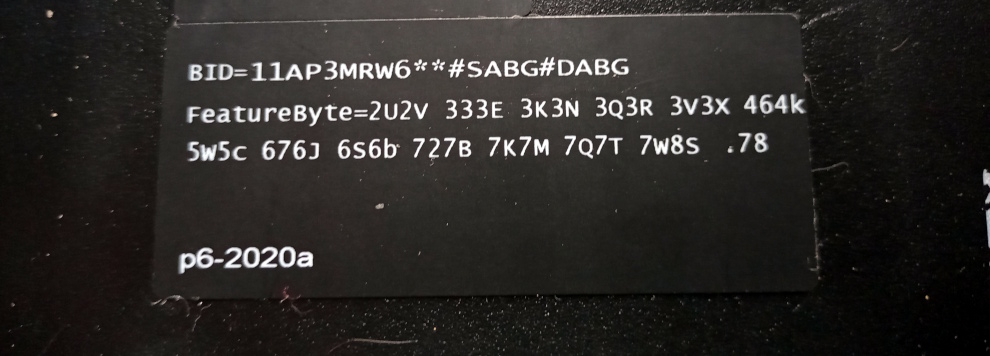 BID=11AP3MRW6**#SABG#DABG
FeatureByte=2U2V 333E 3K3N 3Q3R 3V3X 464k
5W5c 676J 6S6b 727B 7K7M 7Q7T 7W8S .78
p6-2020a